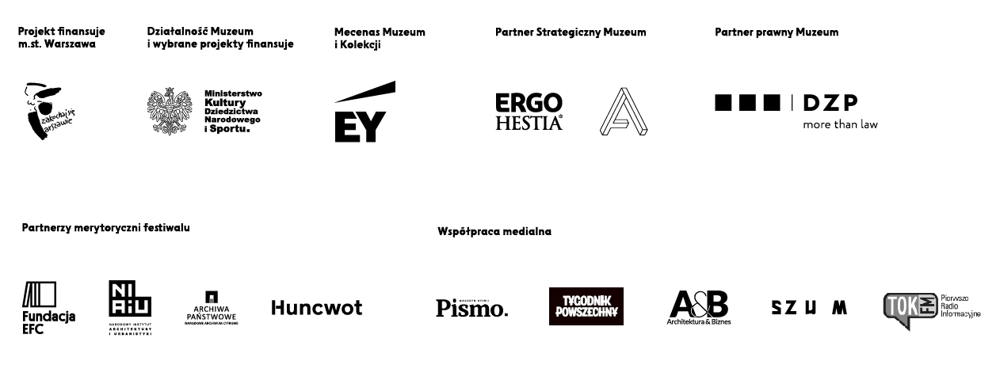 Projekt finansuje
m.st. Warszawa
Działalność Muzeum
i wybrane projekty finansuje
Mecenas Muzeum
i Kolekcji
Partner Strategiczny Muzeum
Partner prawny Muzeum
zakochaj się
w arszawie
Ministerstwo
Kultury
Dziedzictwa
Narodowego
i Sportu.
EY
ERGO
HESTIA®
A
DZP
more than law
Partnerzy merytoryczni festiwalu
Współpraca medialna
Fundacja
EFC
NI
AiU
NARODOWY INSTYTUT
ARCHITEKTURY
I URBANISTYKI
ARCHIWA
PAŃSTWOWE
NARODOWE ARCHIWUM CYFROWE
Huncwot
MAGAZYN OPINII
Pismo.
TYGODNIK
POWSZECHNY
A&B
Architektura & Biznes
SZUM
TOK FM
Pierwsze
Radio
Informacyjne